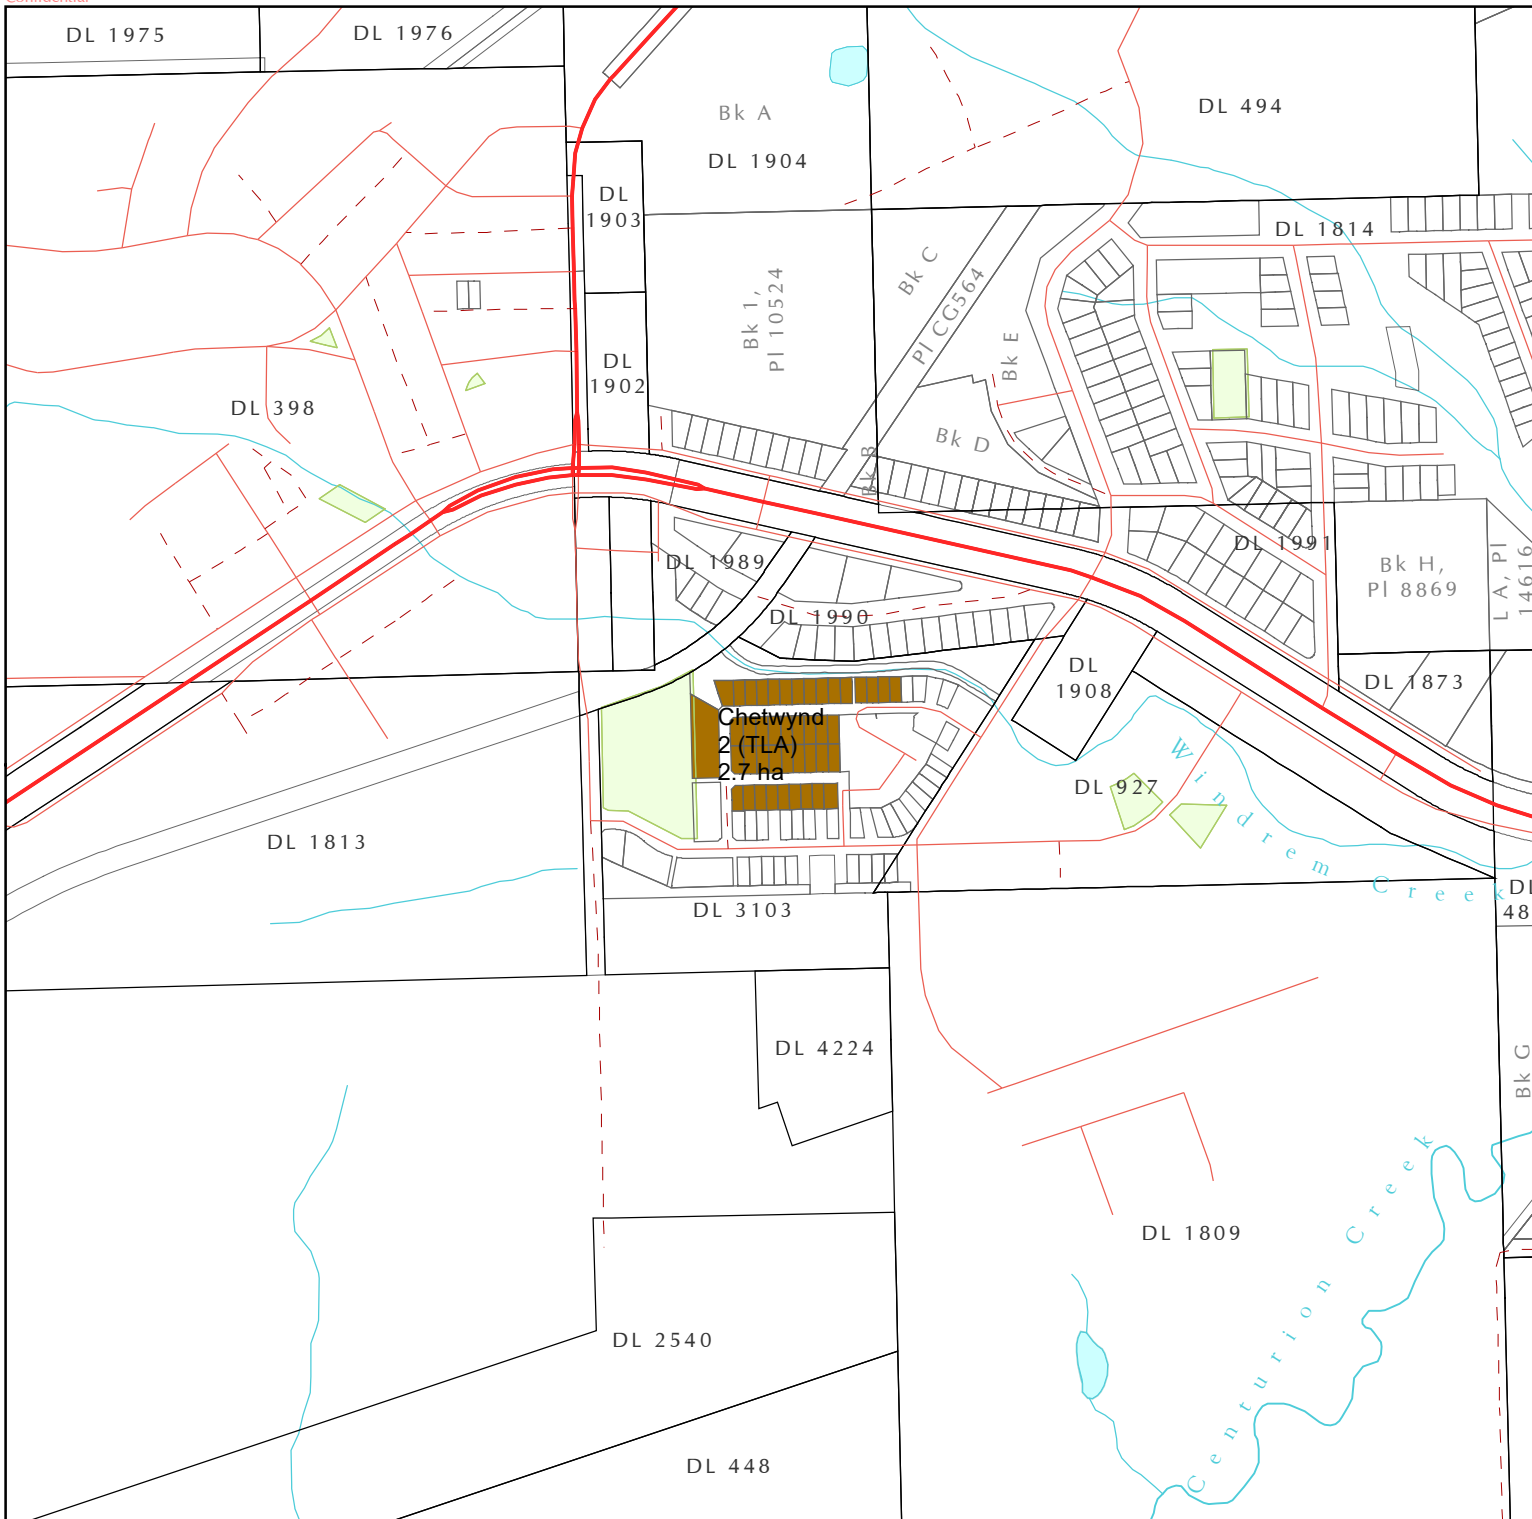 Confidential
DL 1975
DL 1976
Bk A
DL 494
DL 1904
DL
1903
DL 1814
Bk C
Pl CG564
Bk 1,
Pl 10524
Bk E
DL
1902
DL 398
Bk D
Bk B
DL 1991
DL 1989
Bk H,
Pl 8869
L A, Pl
14616
DL 1990
DL
1908
DL 1873
Chetwynd
2 (TLA)
2.7 ha
Windrem Creek
DL 927
DL 1813
DL
48
DL 3103
DL 4224
Bk G
DL 1809
Centurion Creek
DL 2540
DL 448